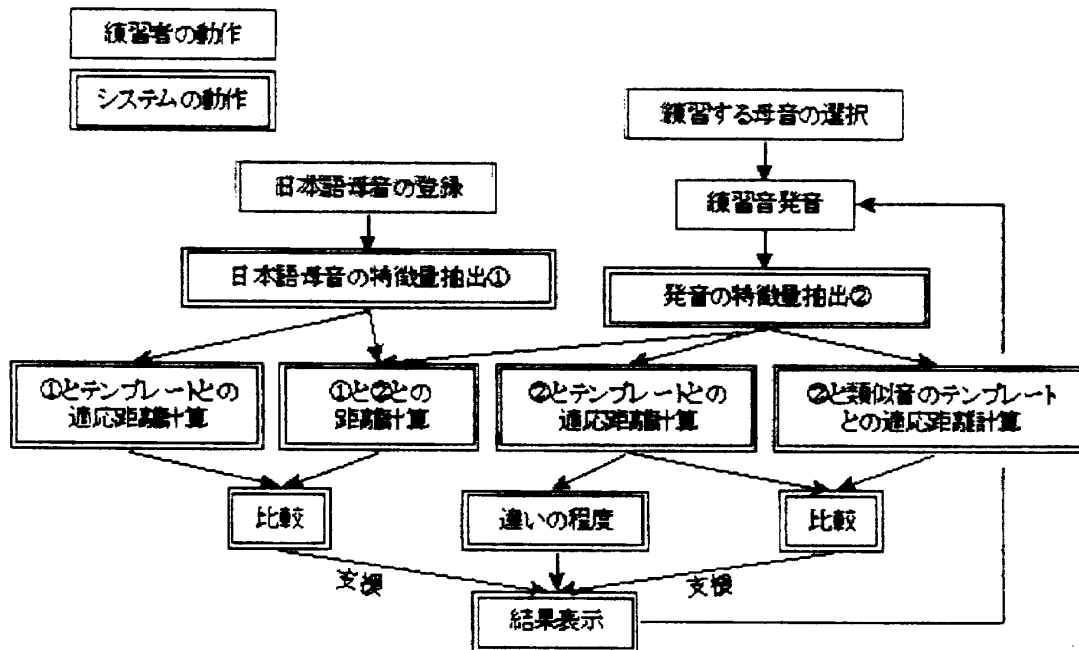 練習者の動作
システムの動作
練習する母音の選択
日本語母音の登録
練習音発音
日本語母音の特徴量抽出①
発音の特徴量抽出②
①とテンプレートとの
適応距離計算
①と②との
距離計算
②とテンプレートとの
適応距離計算
②と類似音のテンプレート
との適応距離計算
比較
違いの程度
比較
支援
支援
結果表示